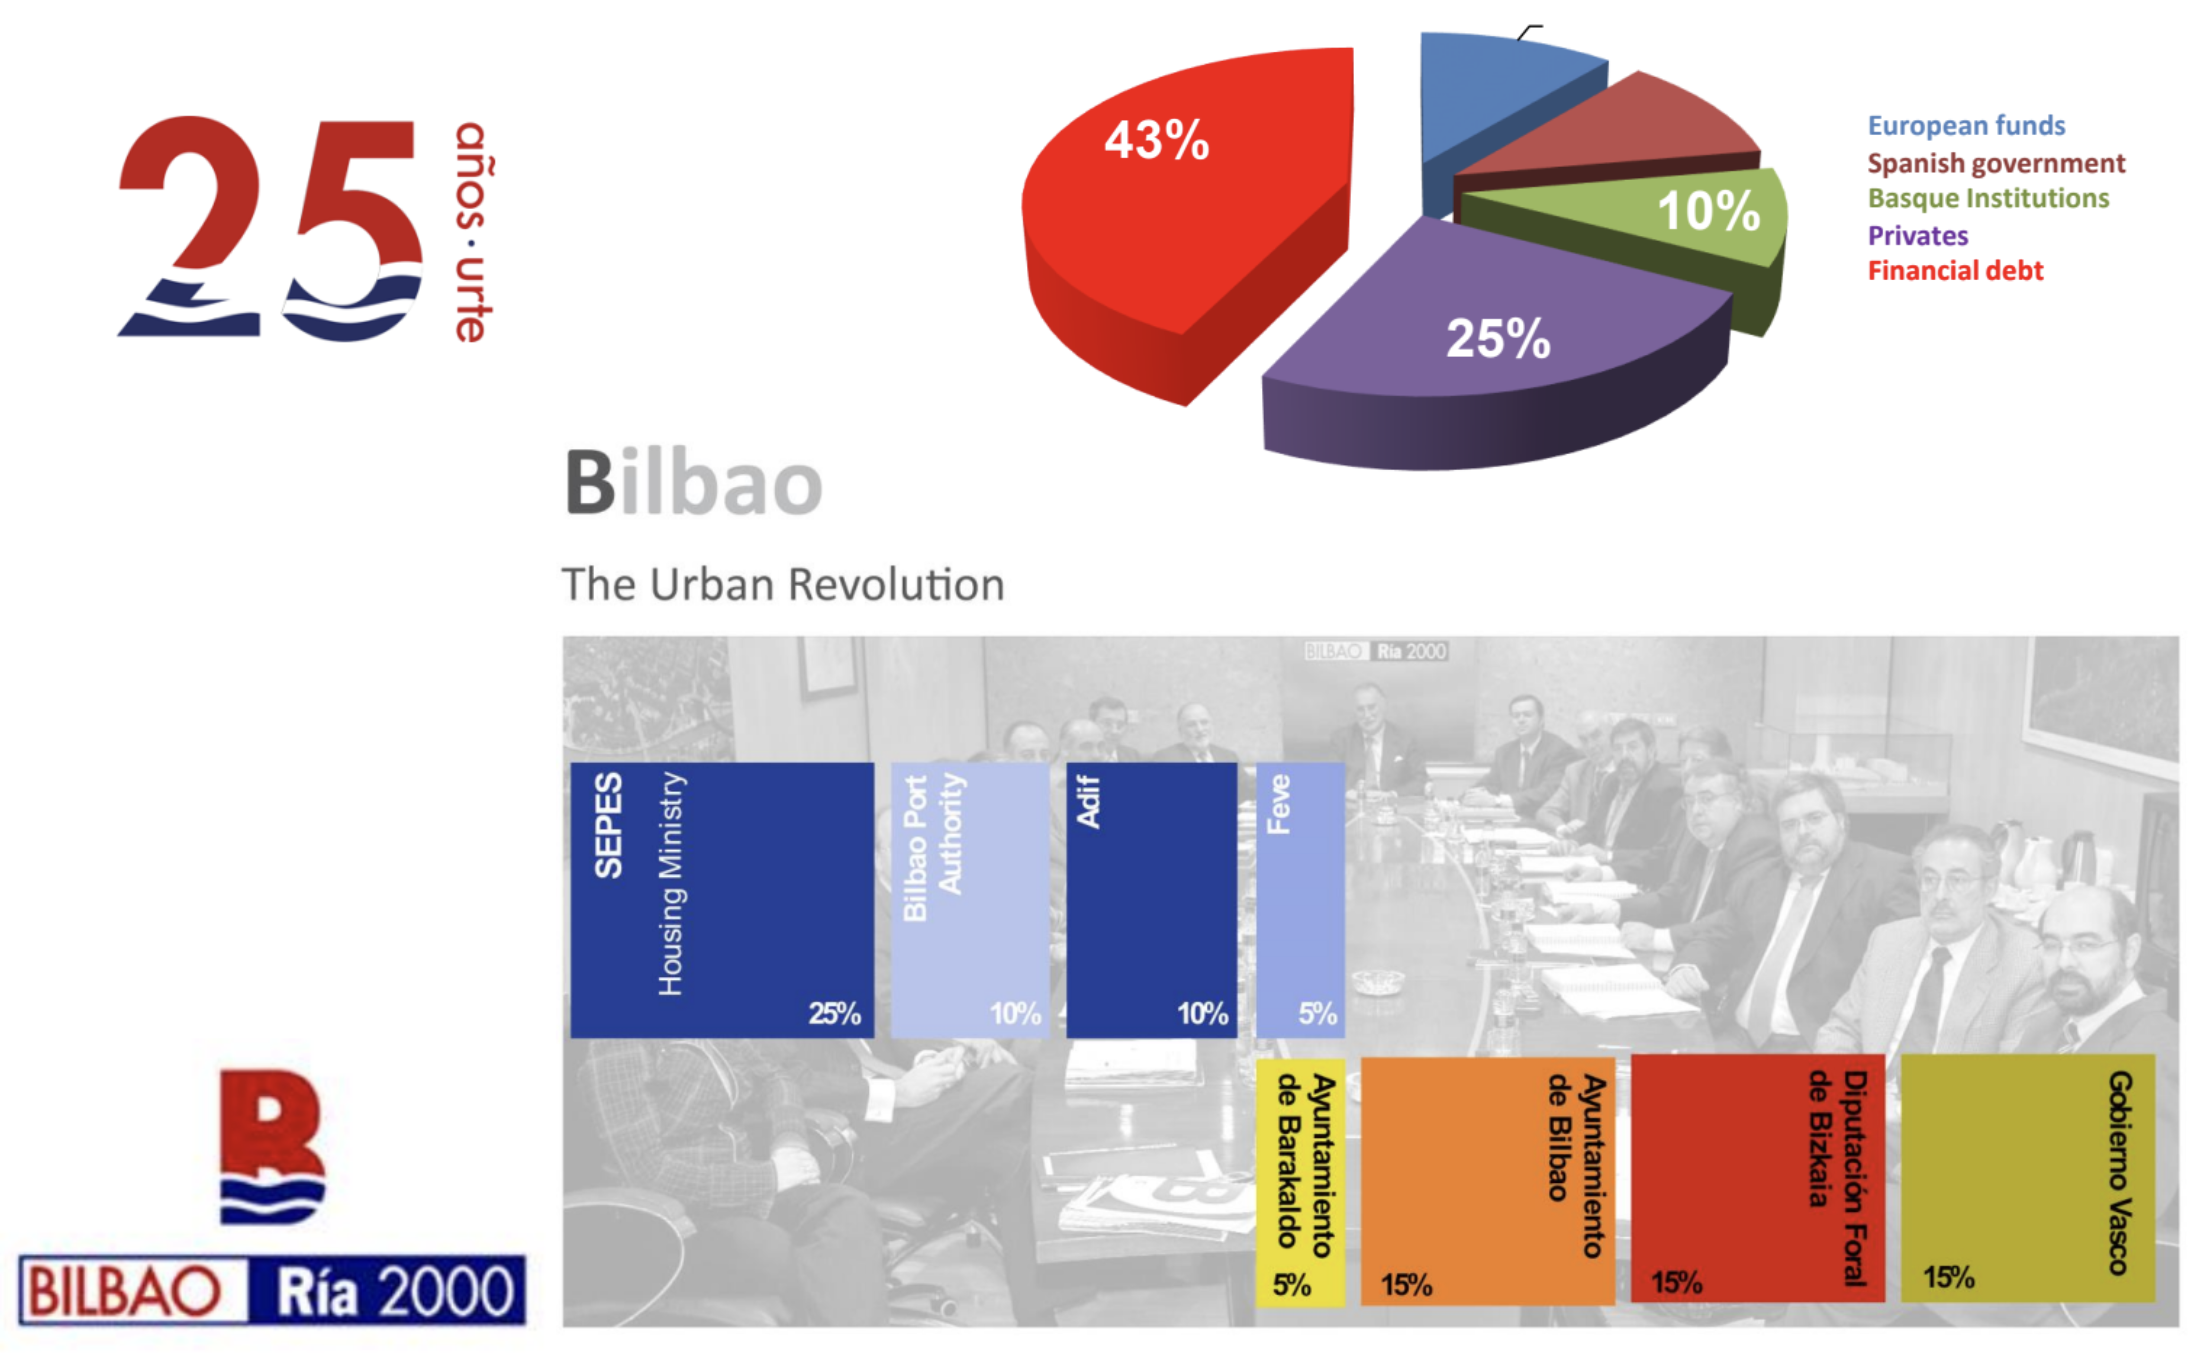 25
años · urte
43%
10%
25%
European funds
Spanish government
Basque Institutions
Privates
Financial debt
Bilbao
The Urban Revolution
BILBAO Ría 2000
SEPES
Housing Ministry
25%
Bilbao Port
Authority
10%
Adif
10%
Feve
5%
Ayuntamiento
de Barakaldo
5%
Ayuntamiento
de Bilbao
15%
Diputación Foral
de Bizkaia
15%
Gobierno Vasco
15%
B
BILBAO Ría 2000